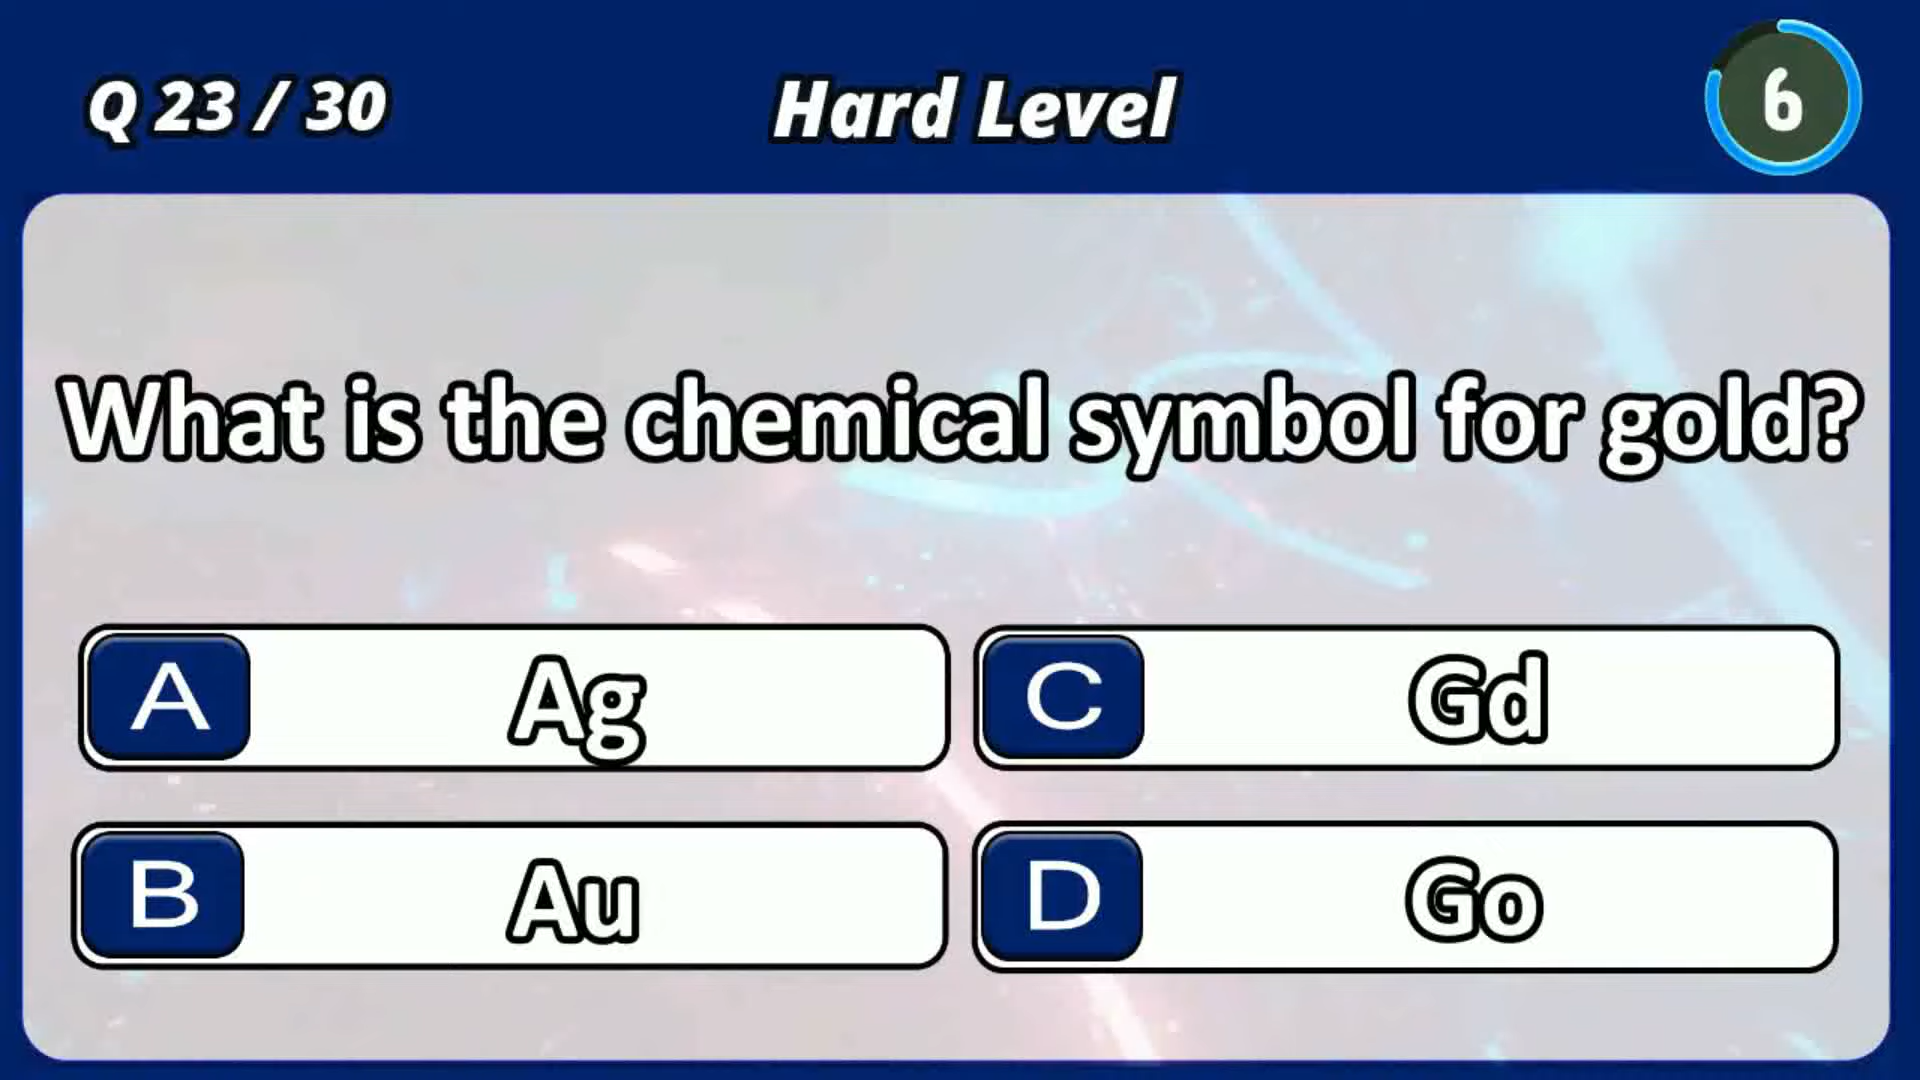 Q 23 / 30
Hard Level
6
What is the chemical symbol for gold?
A Ag
C Gd
B Au
D Go